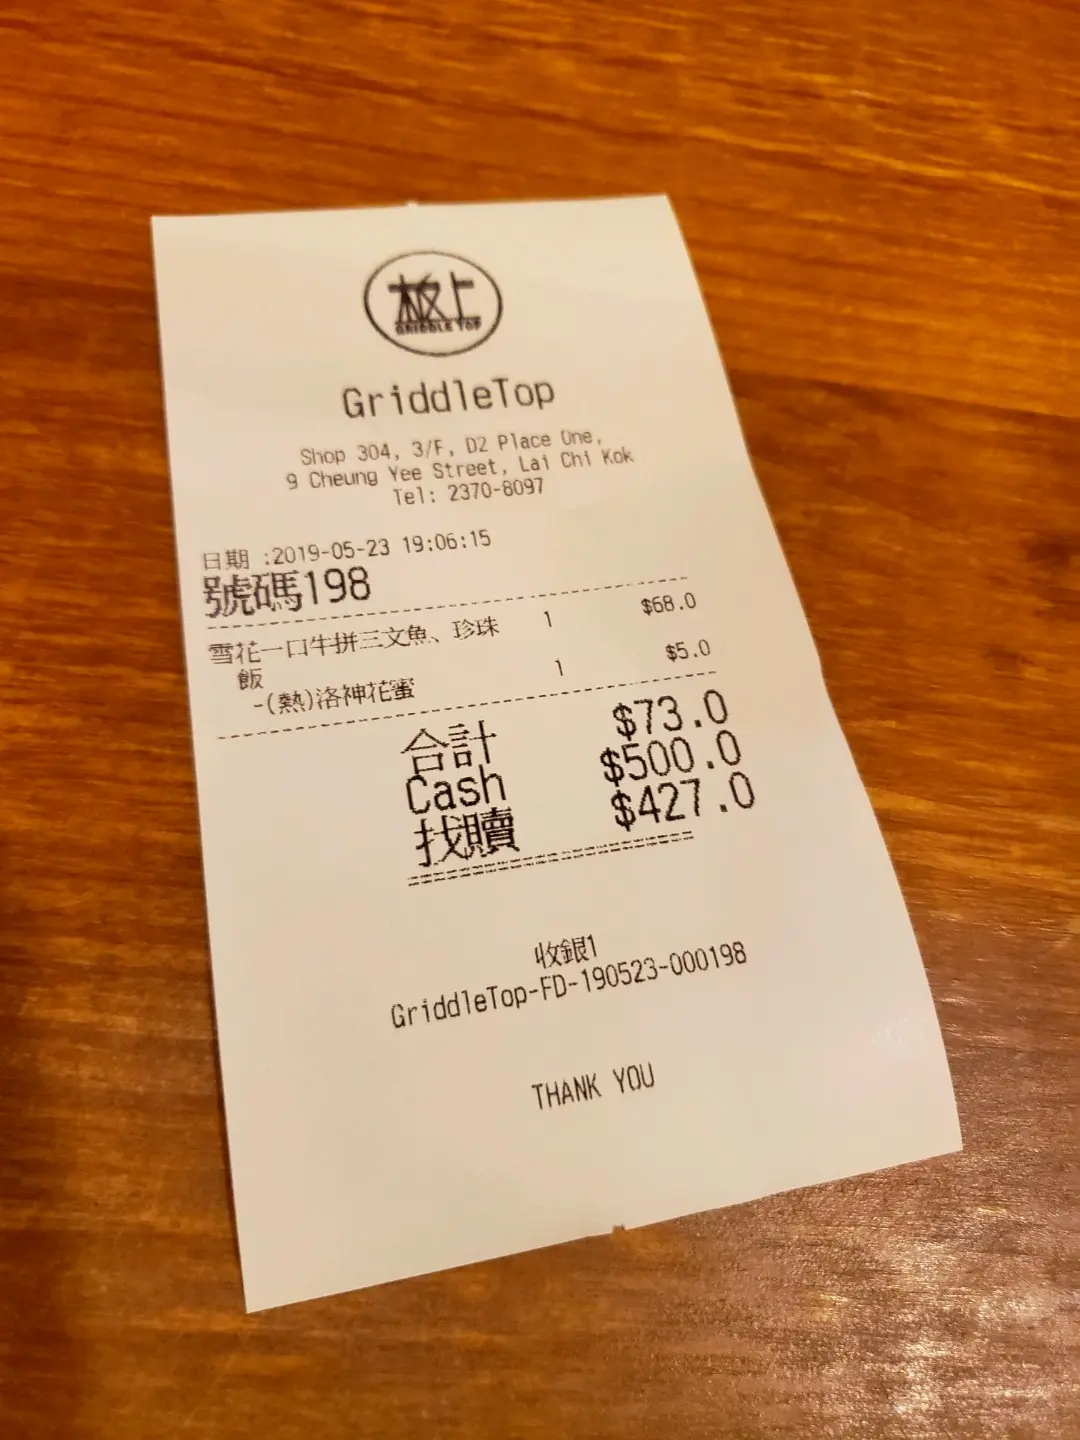 板上
GRIDDLE TOP
GriddleTop
Shop 304, 3/F, D2 Place One,
9 Cheung Yee Street, Lai Chi Kok
Tel: 2370-8097
日期 :2019-05-23 19:06:15
號碼198
雪花一口牛拼三文魚、珍珠 1 $68.0
飯
-(熱)洛神花蜜 1 $5.0
合計 $73.0
Cash $500.0
找贖 $427.0
收銀1
GriddleTop-FD-190523-000198
THANK YOU